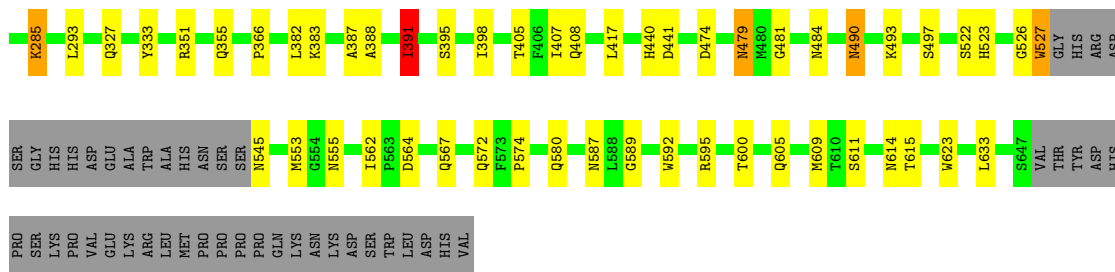 K285 L293 Q327 Y333 R351 Q355 P366 L382 K383 A387 A388 I391 S395 I398 T405 F406 I407 Q408 L417 H440 D441 D474 N479 M480 G481 N484 N490 K493 S497 S522 H523 G526 W527 GLY HIS ARG ASP
SER GLY HIS HIS ASP GLU ALA TRP ALA HIS ASN SER SER N545 M553 G554 N555 I562 P563 D564 Q567 Q572 F573 P574 Q580 N587 L588 G589 W592 R595 T600 Q605 M609 T610 S611 N614 T615 W623 L633 S647 VAL THR TYR ASP HIS
PRO SER LYS PRO VAL GLU LYS ARG LEU MET PRO PRO PRO PRO GLN LYS ASN LYS ASP SER TRP LEU ASP HIS VAL